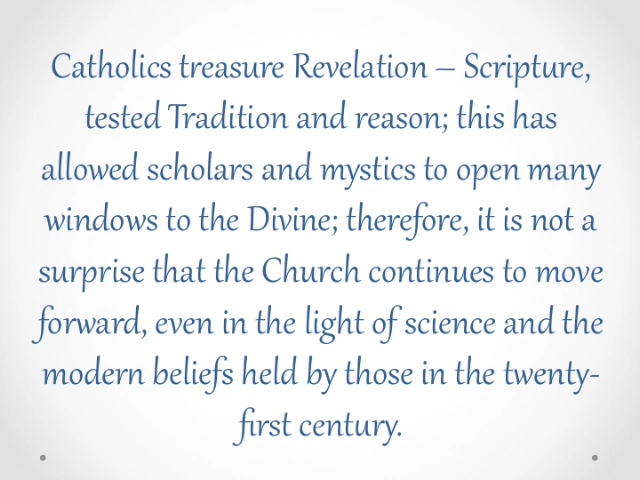 Catholics treasure Revelation – Scripture,
tested Tradition and reason; this has
allowed scholars and mystics to open many
windows to the Divine; therefore, it is not a
surprise that the Church continues to move
forward, even in the light of science and the
modern beliefs held by those in the twenty-
first century.